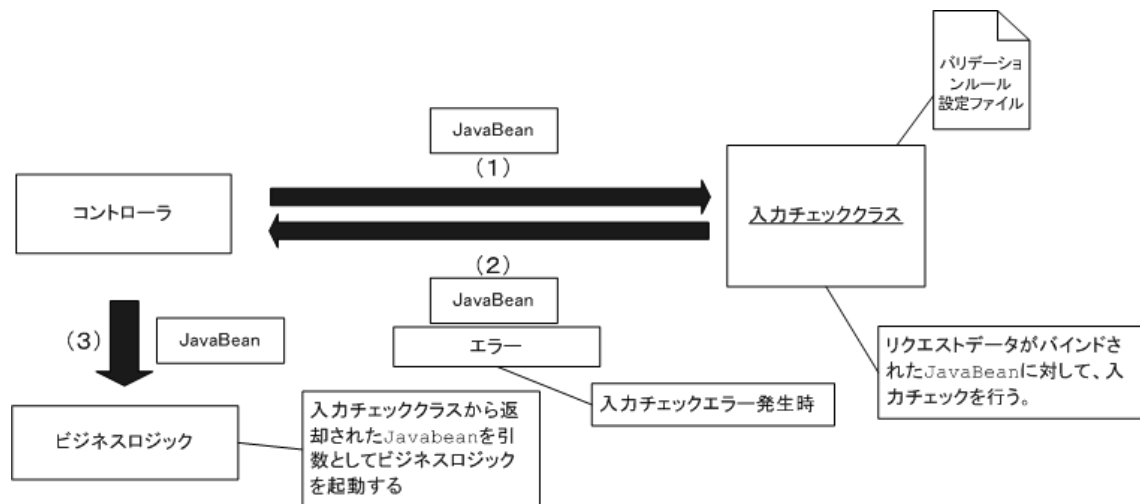 バリデーショ
ンルール
設定ファイル
JavaBean
(1)
コントローラ
入力チェッククラス
(2)
JavaBean
エラー
(3)
JavaBean
リクエストデータがバインドさ
れたJavaBeanに対して、入
力チェックを行う。
入力チェックエラー発生時
ビジネスロジック
入力チェッククラスから返
却されたJavabeanを引
数としてビジネスロジック
を起動する